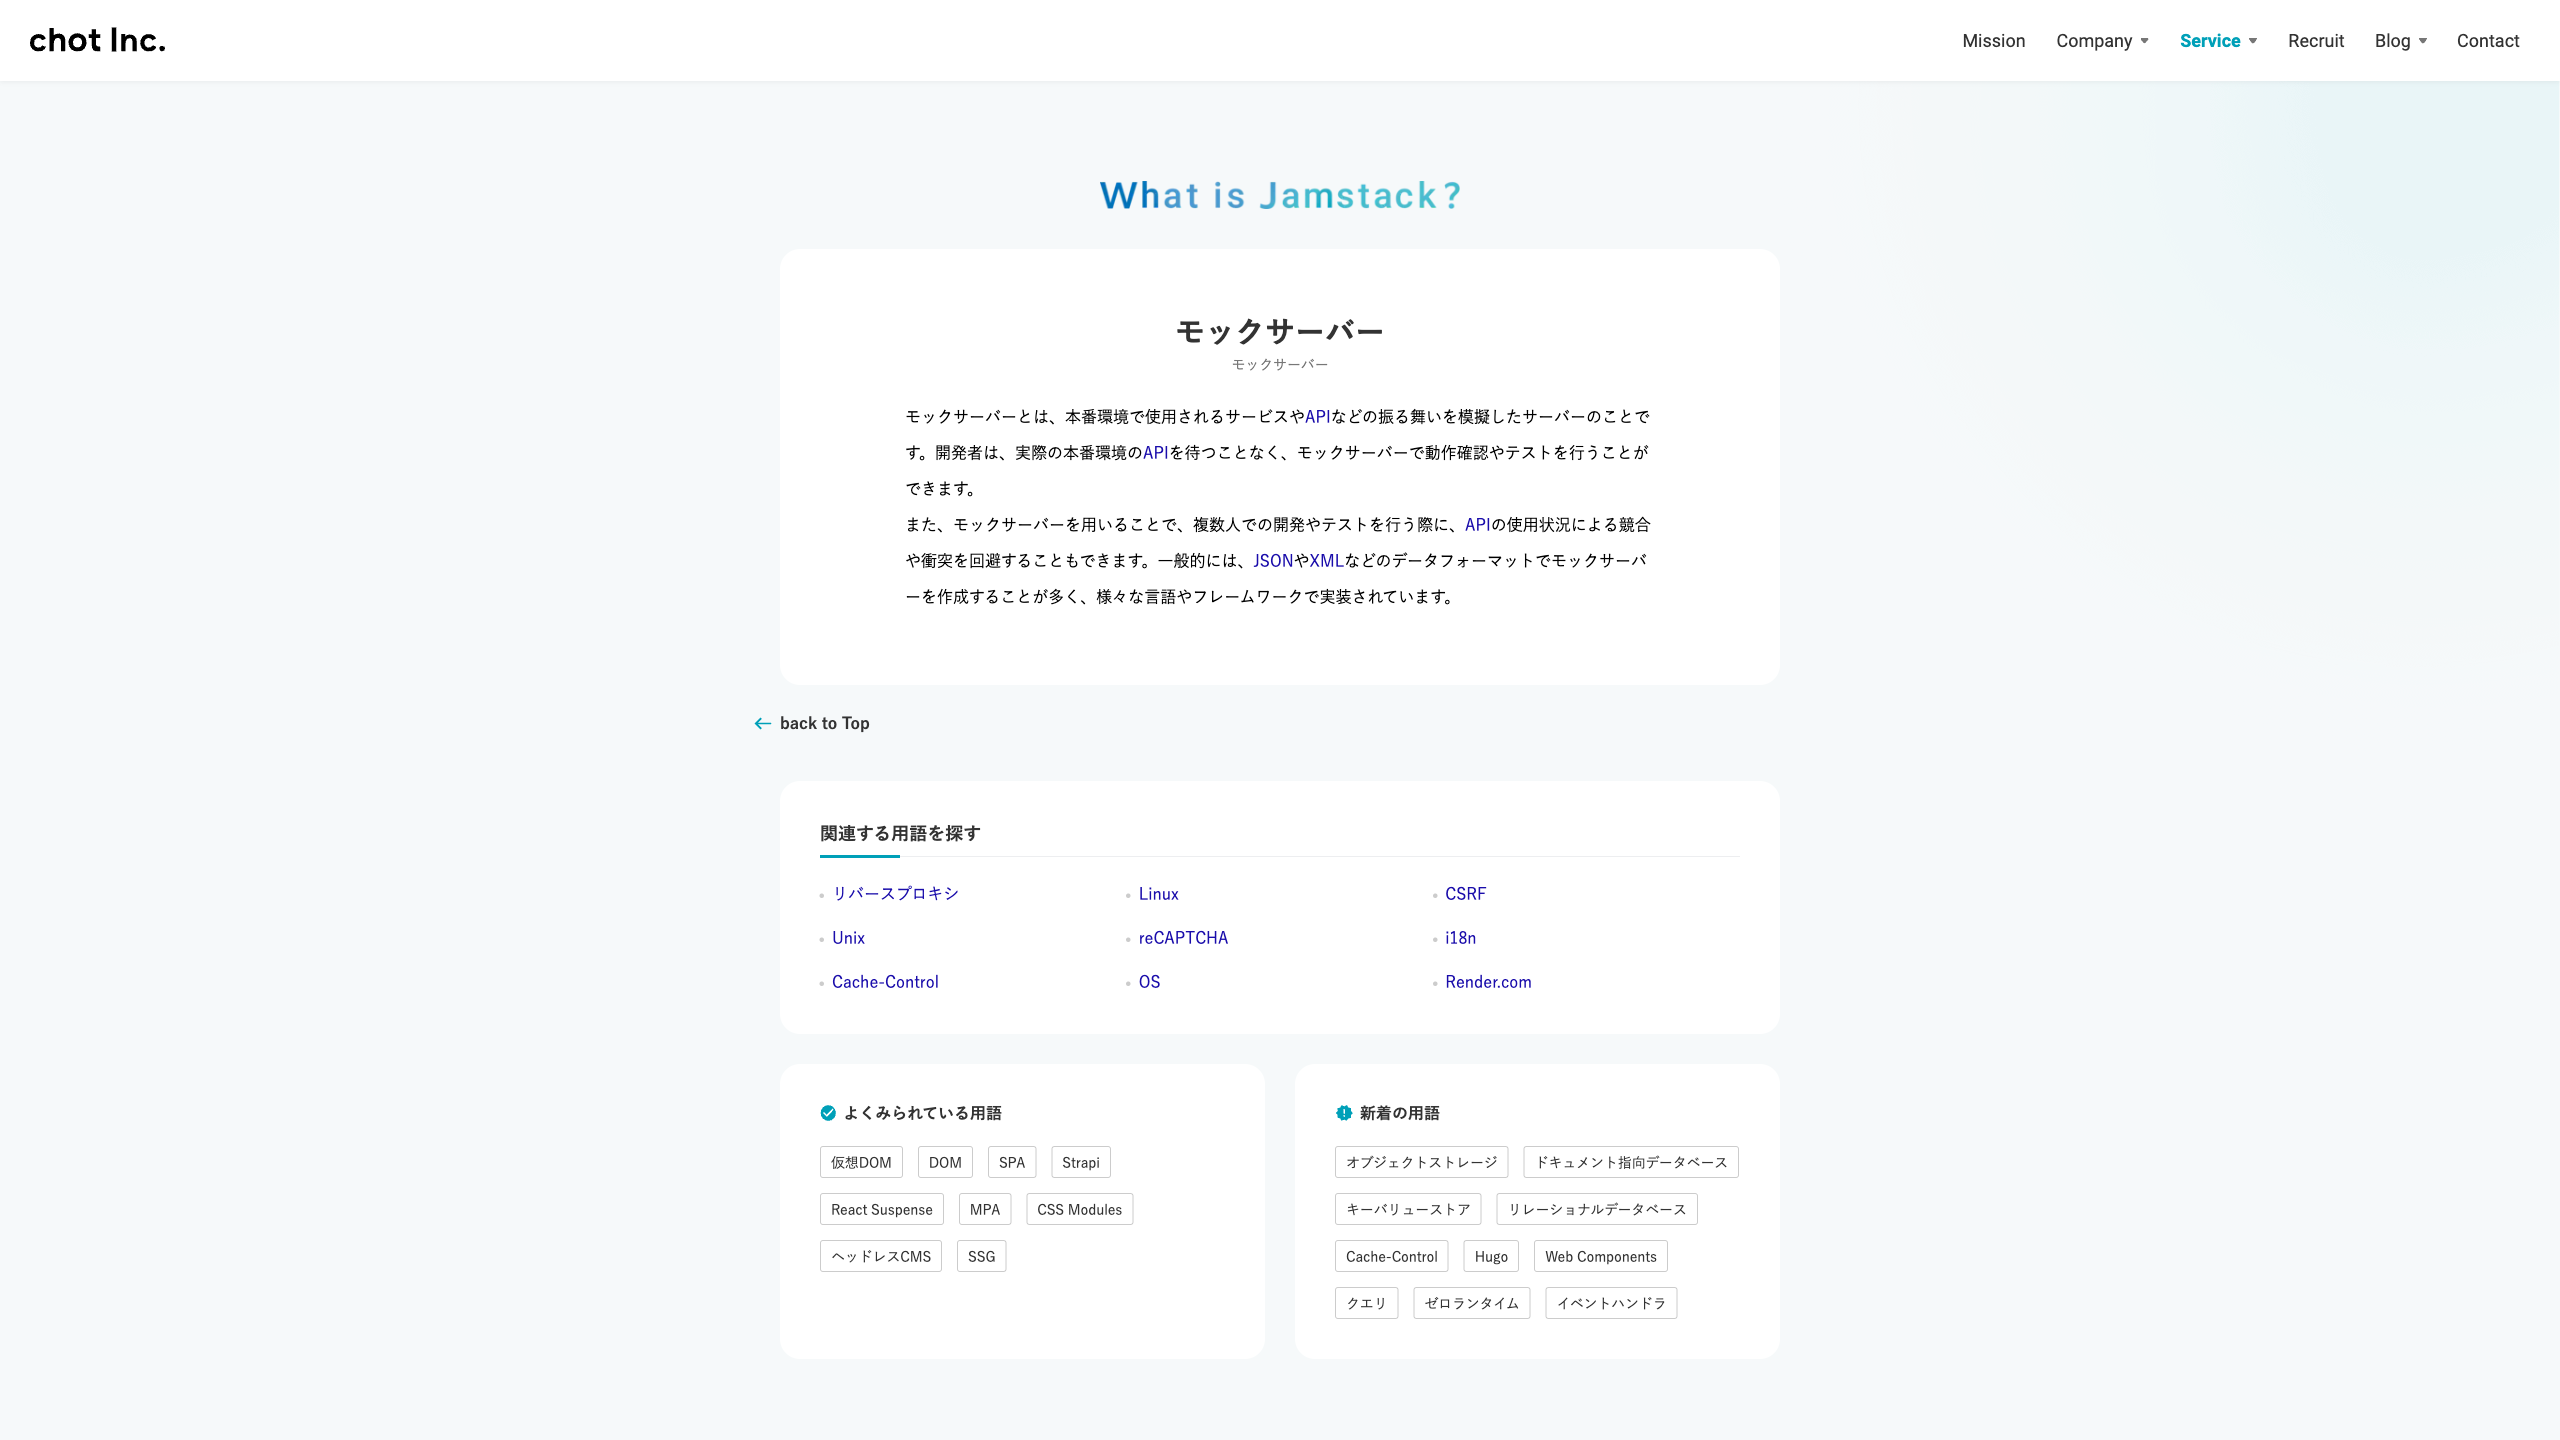 chot Inc.
Mission Company Service Recruit Blog Contact
What is Jamstack?
モックサーバー
モックサーバー
モックサーバーとは、本番環境で使用されるサービスやAPIなどの振る舞いを模擬したサーバーのことで
す。開発者は、実際の本番環境のAPIを待つことなく、モックサーバーで動作確認やテストを行うことが
できます。
また、モックサーバーを用いることで、複数人での開発やテストを行う際に、APIの使用状況による競合
や衝突を回避することもできます。一般的には、JSONやXMLなどのデータフォーマットでモックサーバ
ーを作成することが多く、様々な言語やフレームワークで実装されています。
back to Top
関連する用語を探す
リバースプロキシ Linux CSRF
Unix reCAPTCHA i18n
Cache-Control OS Render.com
よくみられている用語
仮想DOM DOM SPA Strapi
React Suspense MPA CSS Modules
ヘッドレスCMS SSG
新着の用語
オブジェクトストレージ ドキュメント指向データベース
キーバリューストア リレーショナルデータベース
Cache-Control Hugo Web Components
クエリ ゼロランタイム イベントハンドラ